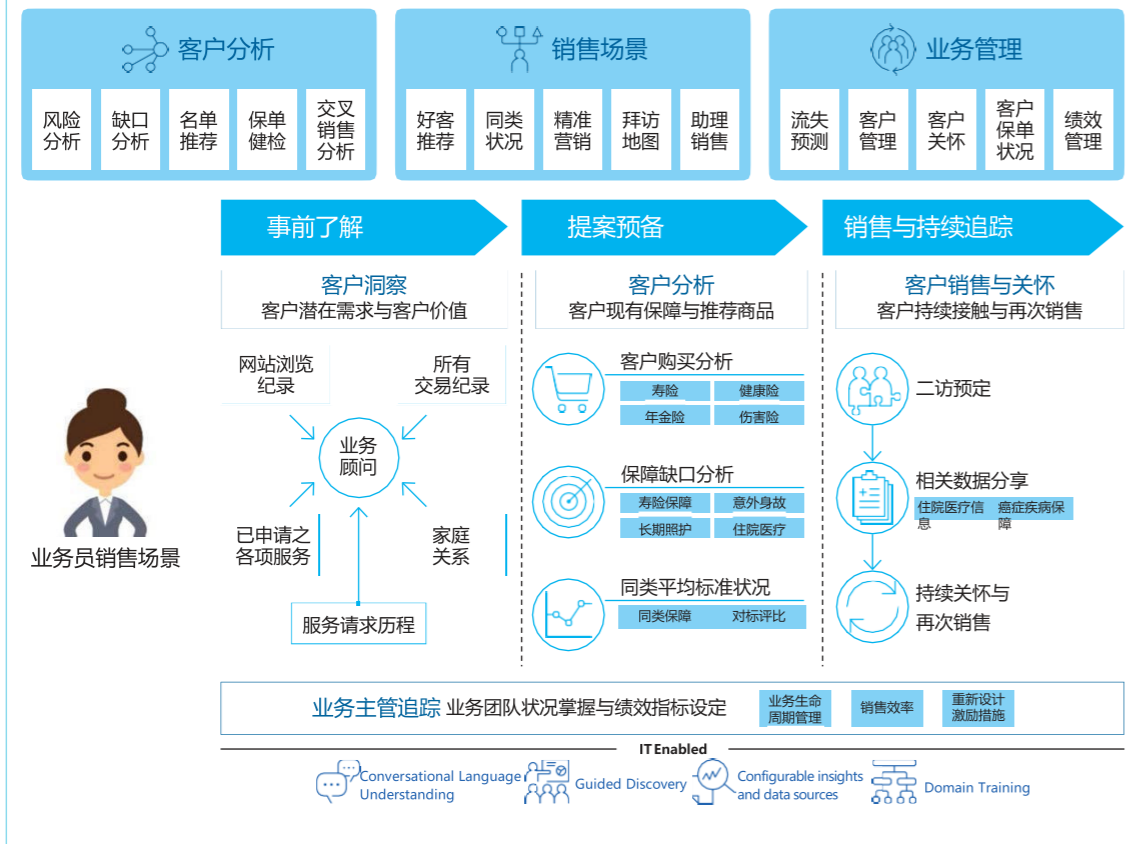 客户分析
风险
分析
缺口
分析
名单
推荐
保单
健检
交叉
销售
分析
销售场景
好客
推荐
同类
状况
精准
营销
拜访
地图
助理
销售
业务管理
流失
预测
客户
管理
客户
关怀
客户
保单
状况
绩效
管理
事前了解
提案预备
销售与持续追踪
客户洞察
客户潜在需求与客户价值
网站浏览
纪录
所有
交易纪录
业务
顾问
已申请之
各项服务
家庭
关系
服务请求历程
客户分析
客户现有保障与推荐商品
客户购买分析
寿险
健康险
年金险
伤害险
保障缺口分析
寿险保障
意外身故
长期照护
住院医疗
同类平均标准状况
同类保障
对标评比
客户销售与关怀
客户持续接触与再次销售
二访预定
相关数据分享
住院医疗信
息
癌症疾病保
障
持续关怀与
再次销售
业务员销售场景
业务主管追踪 业务团队状况掌握与绩效指标设定
业务生命
周期管理
销售效率
重新设计
激励措施
IT Enabled
Conversational Language
Understanding
Guided Discovery
Configurable insights
and data sources
Domain Training